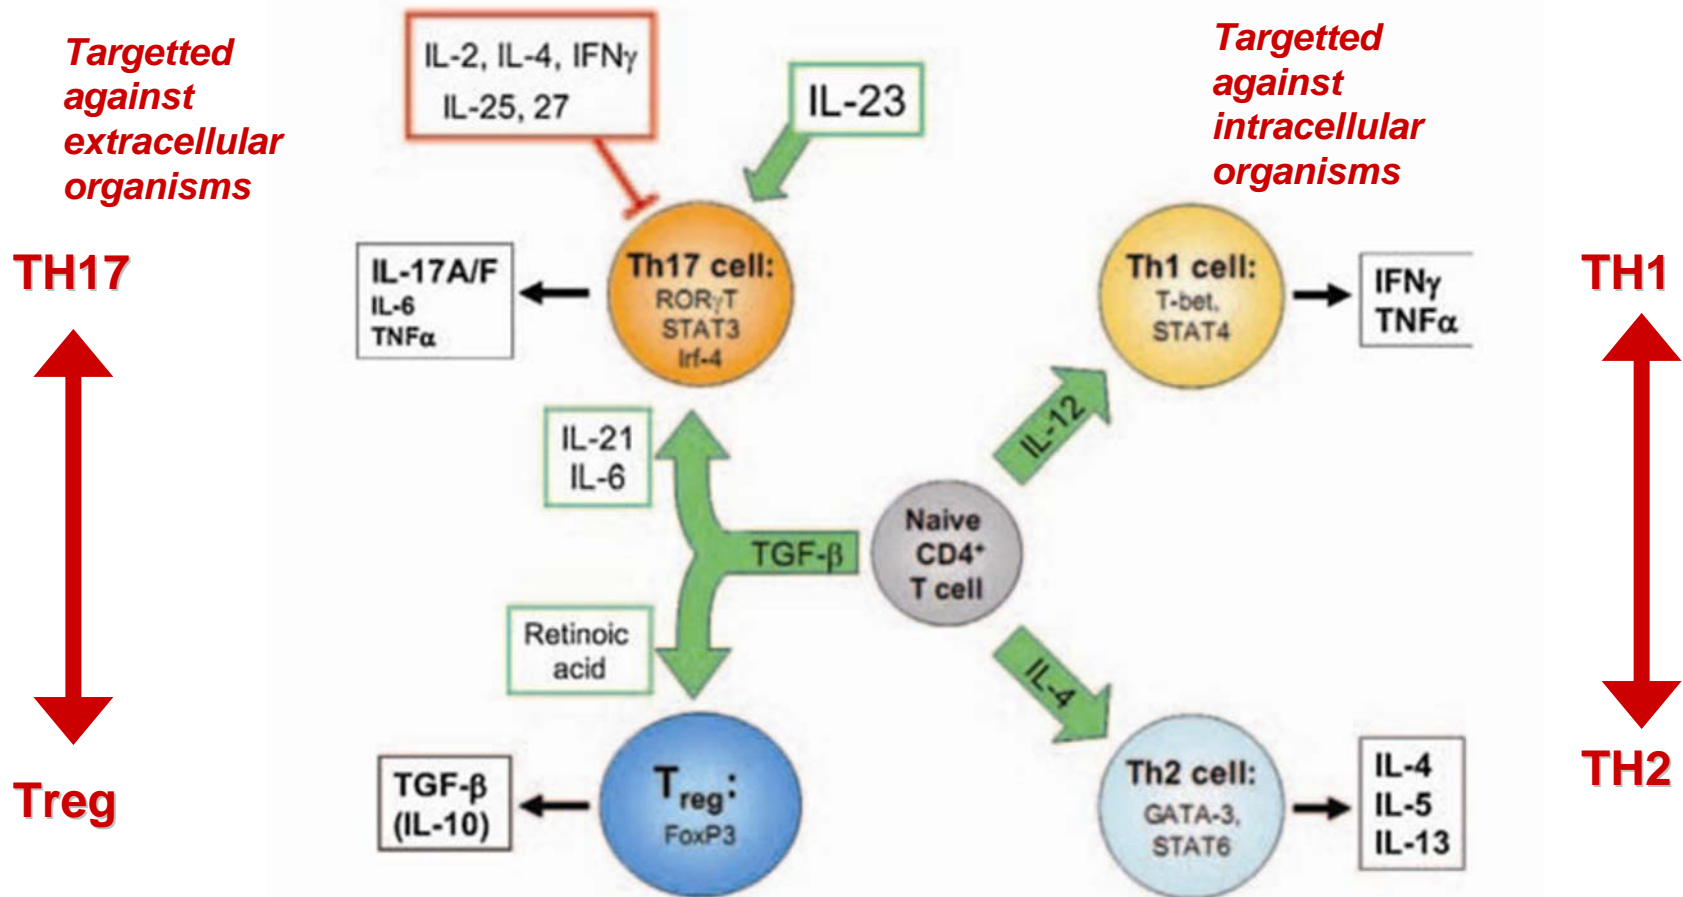 Targetted
against
extracellular
organisms
IL-2, IL-4, IFNγ
IL-25, 27
IL-23
Targetted
against
intracellular
organisms
TH17
IL-17A/F
IL-6
TNFα
Th17 cell:
RORγT
STAT3
Irf-4
Th1 cell:
T-bet,
STAT4
IFNγ
TNFα
TH1
IL-21
IL-6
IL-12
TGF-β
Naive
CD4+
T cell
Retinoic
acid
IL-4
Treg
TGF-β
(IL-10)
Treg:
FoxP3
Th2 cell:
GATA-3,
STAT6
IL-4
IL-5
IL-13
TH2